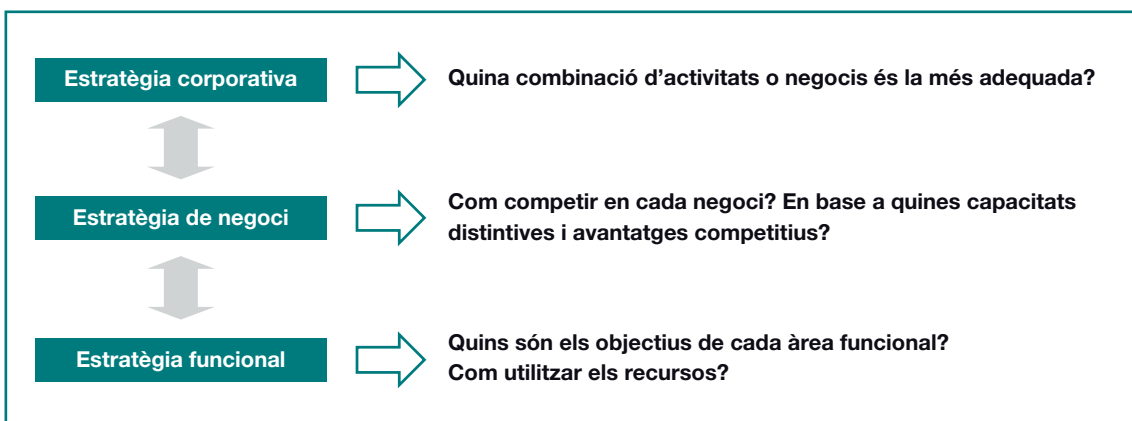 Estratègia corporativa
Quina combinació d’activitats o negocis és la més adequada?
Estratègia de negoci
Com competir en cada negoci? En base a quines capacitats
distintives i avantatges competitius?
Estratègia funcional
Quins són els objectius de cada àrea funcional?
Com utilitzar els recursos?